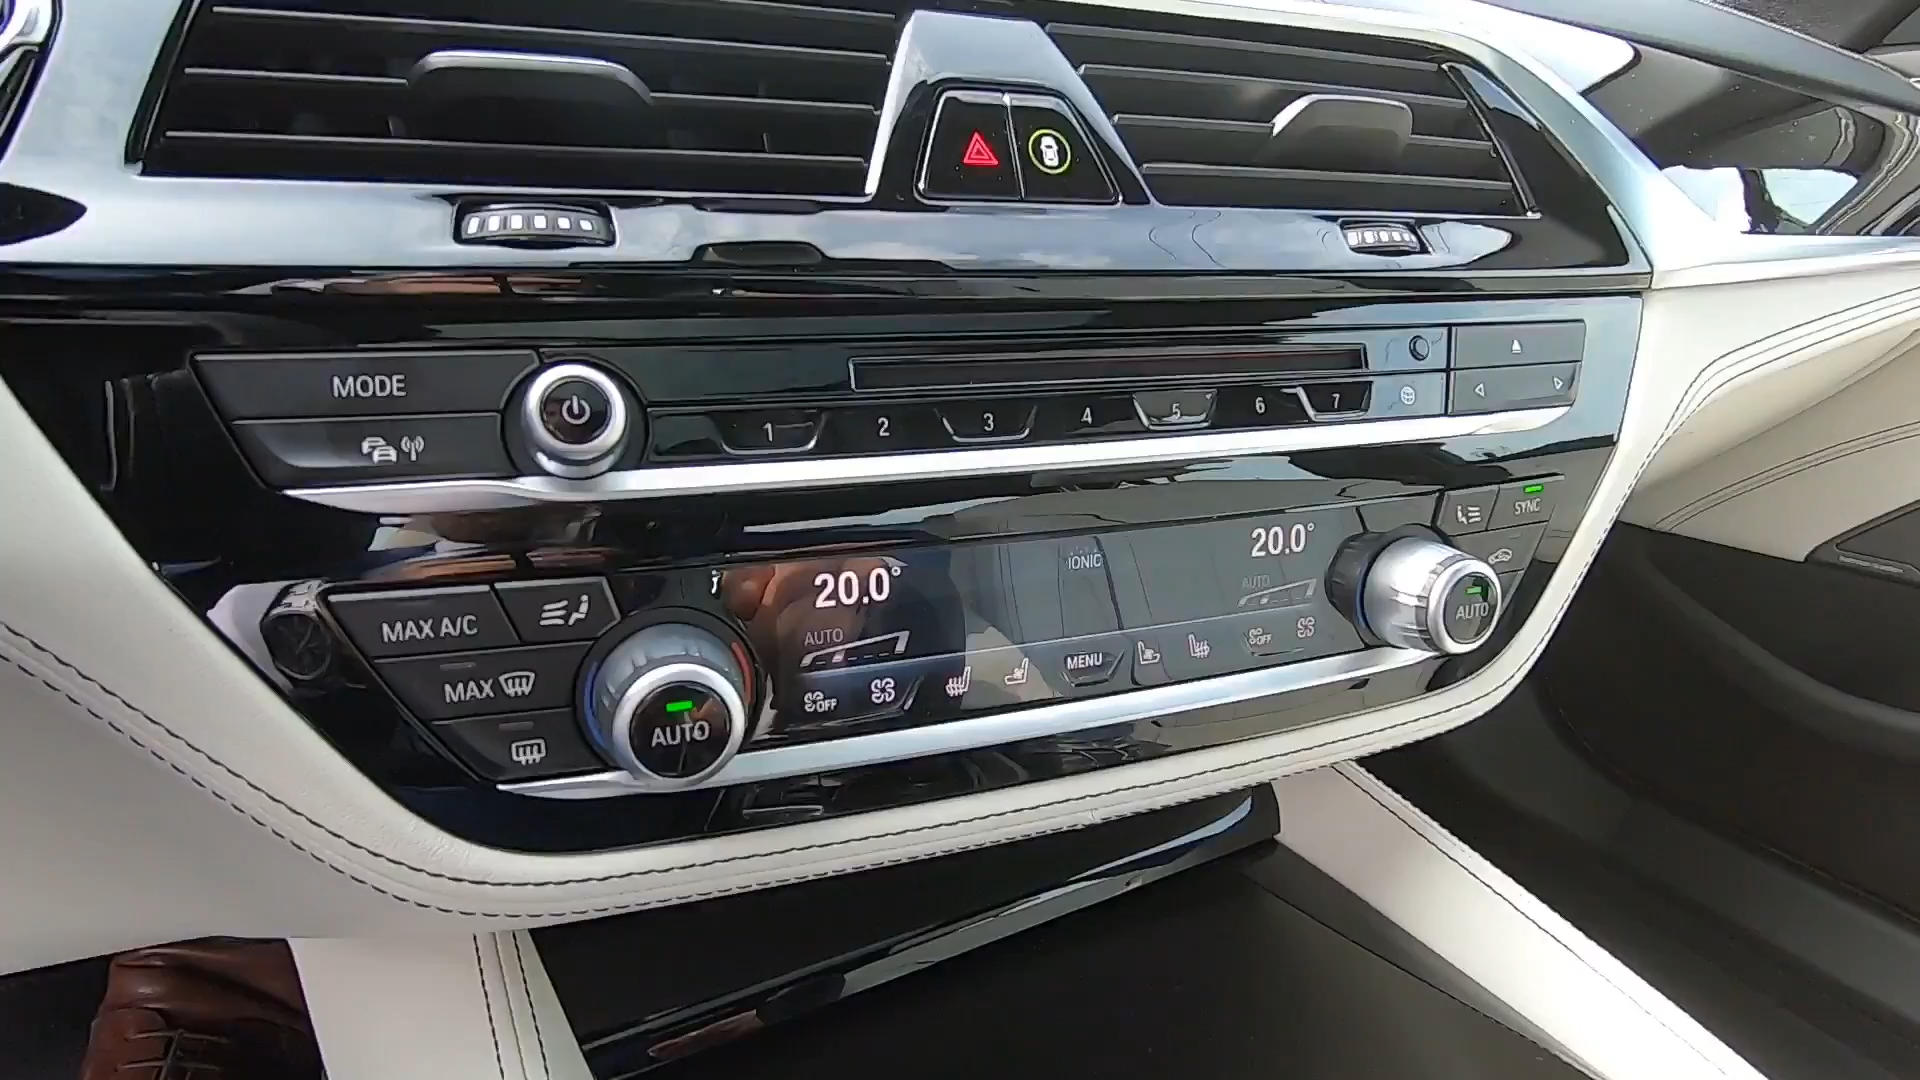 MODE
1 2 3 4 5 6 7
SYNC
20.0° IONIC 20.0°
MAX A/C
AUTO AUTO
AUTO
MAX
MENU
OFF OFF
AUTO